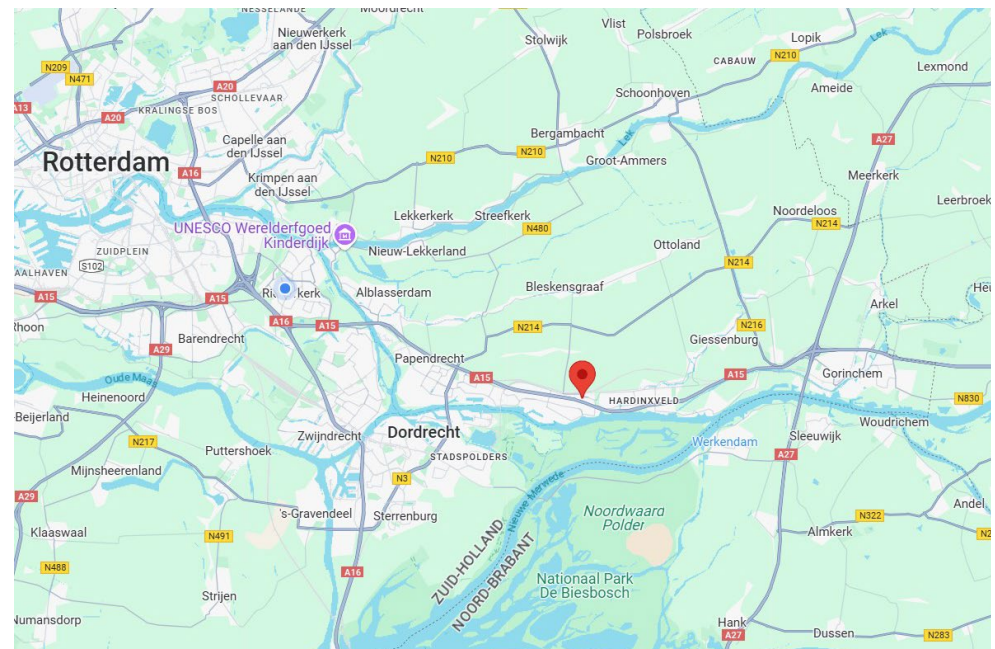 NESSELANDE
Moordrecht
Nieuwerkerk
aan den IJssel
Vlist
Polsbroek
Stolwijk
Lopik
CABAUW
N210
Lek
Lexmond
N209
N471
A20
SCHOLLEVAAR
Schoonhoven
Ameide
A13
KRALINGSE BOS
A20
Capelle aan
den IJssel
Bergambacht
Lek
A27
Rotterdam
A16
N210
N210
Groot-Ammers
Krimpen aan
den IJssel
Meerkerk
Leerbroek
Lekkerkerk
Streefkerk
Noordeloos
N214
UNESCO Werelderfgoed
Kinderdijk
N480
ZUIDPLEIN
Nieuw-Lekkerland
Ottoland
S102
AALHAVEN
N214
A15
A15
Alblasserdam
Bleskensgraaf
Arkel
hoon
A16
A15
N214
N216
Barendrecht
Giessenburg
A29
Papendrecht
A15
A15
Gorinchem
Oude Maas
Heinenoord
HARDINXVELD
N830
-Beijerland
Woudrichem
Zwijndrecht
Dordrecht
Werkendam
Sleeuwijk
N217
Puttershoek
STADSPOLDERS
A27
Mijnsheerenland
N3
Nieuwe Merwede
A29
's-Gravendeel
Sterrenburg
Noordwaard
Polder
N322
Andel
Klaaswaal
N491
Almkerk
ZUID-HOLLAND
NOORD-BRABANT
N488
A16
Nationaal Park
De Biesbosch
Strijen
Numansdorp
Hank
A27
Dussen
N283